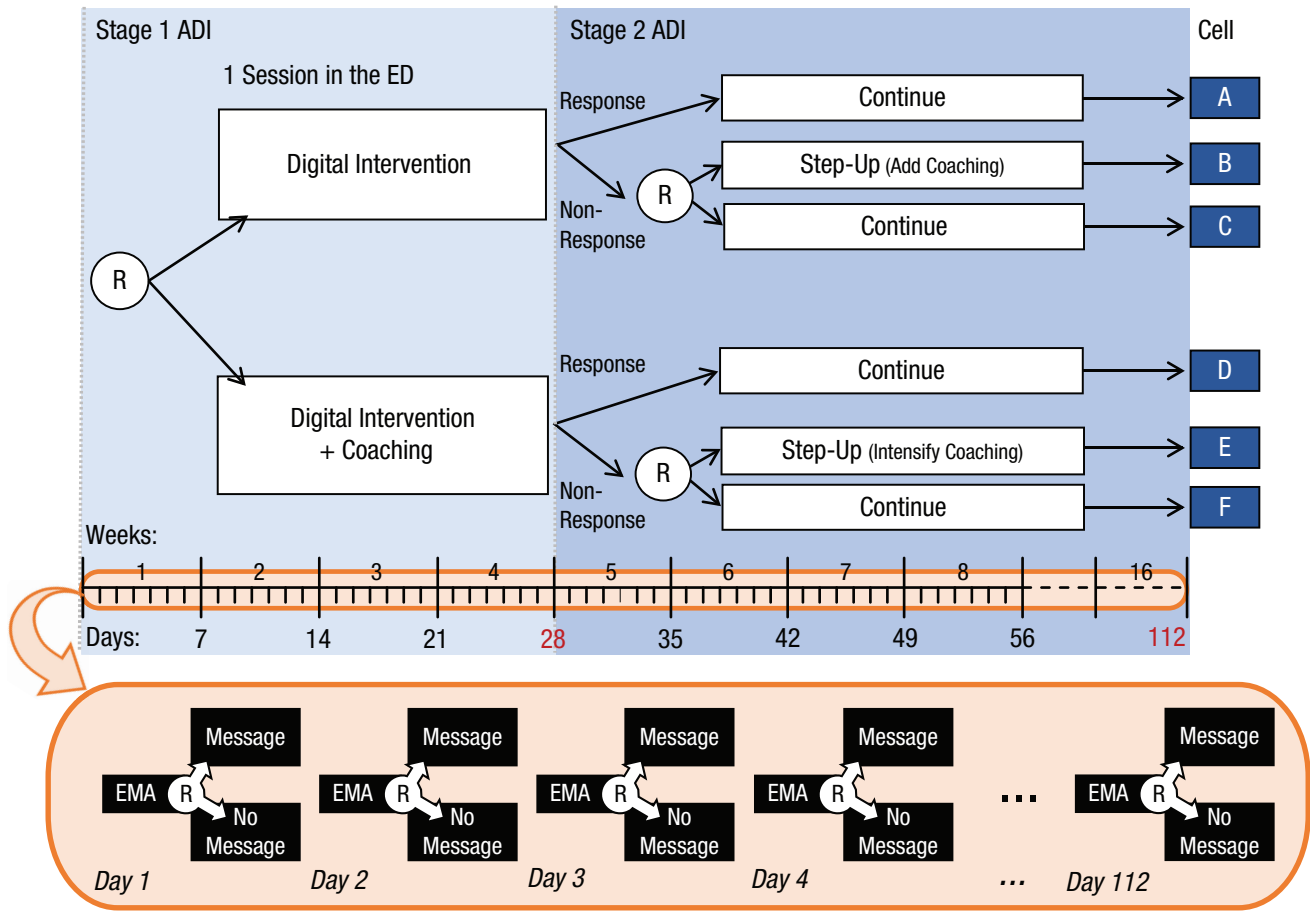 Stage 1 ADI
Stage 2 ADI
Cell
1 Session in the ED
Response
Continue
A
Digital Intervention
Step-Up (Add Coaching)
B
R
Non-
Response
Continue
C
R
Response
Continue
D
Digital Intervention
+ Coaching
Step-Up (Intensify Coaching)
E
R
Non-
Response
Continue
F
Weeks:
1 2 3 4 5 6 7 8 16
Days: 7 14 21 28 35 42 49 56 112
Message Message Message Message Message
EMA R EMA R EMA R EMA R ... EMA R
No No No No No
Message Message Message Message Message
Day 1 Day 2 Day 3 Day 4 ... Day 112